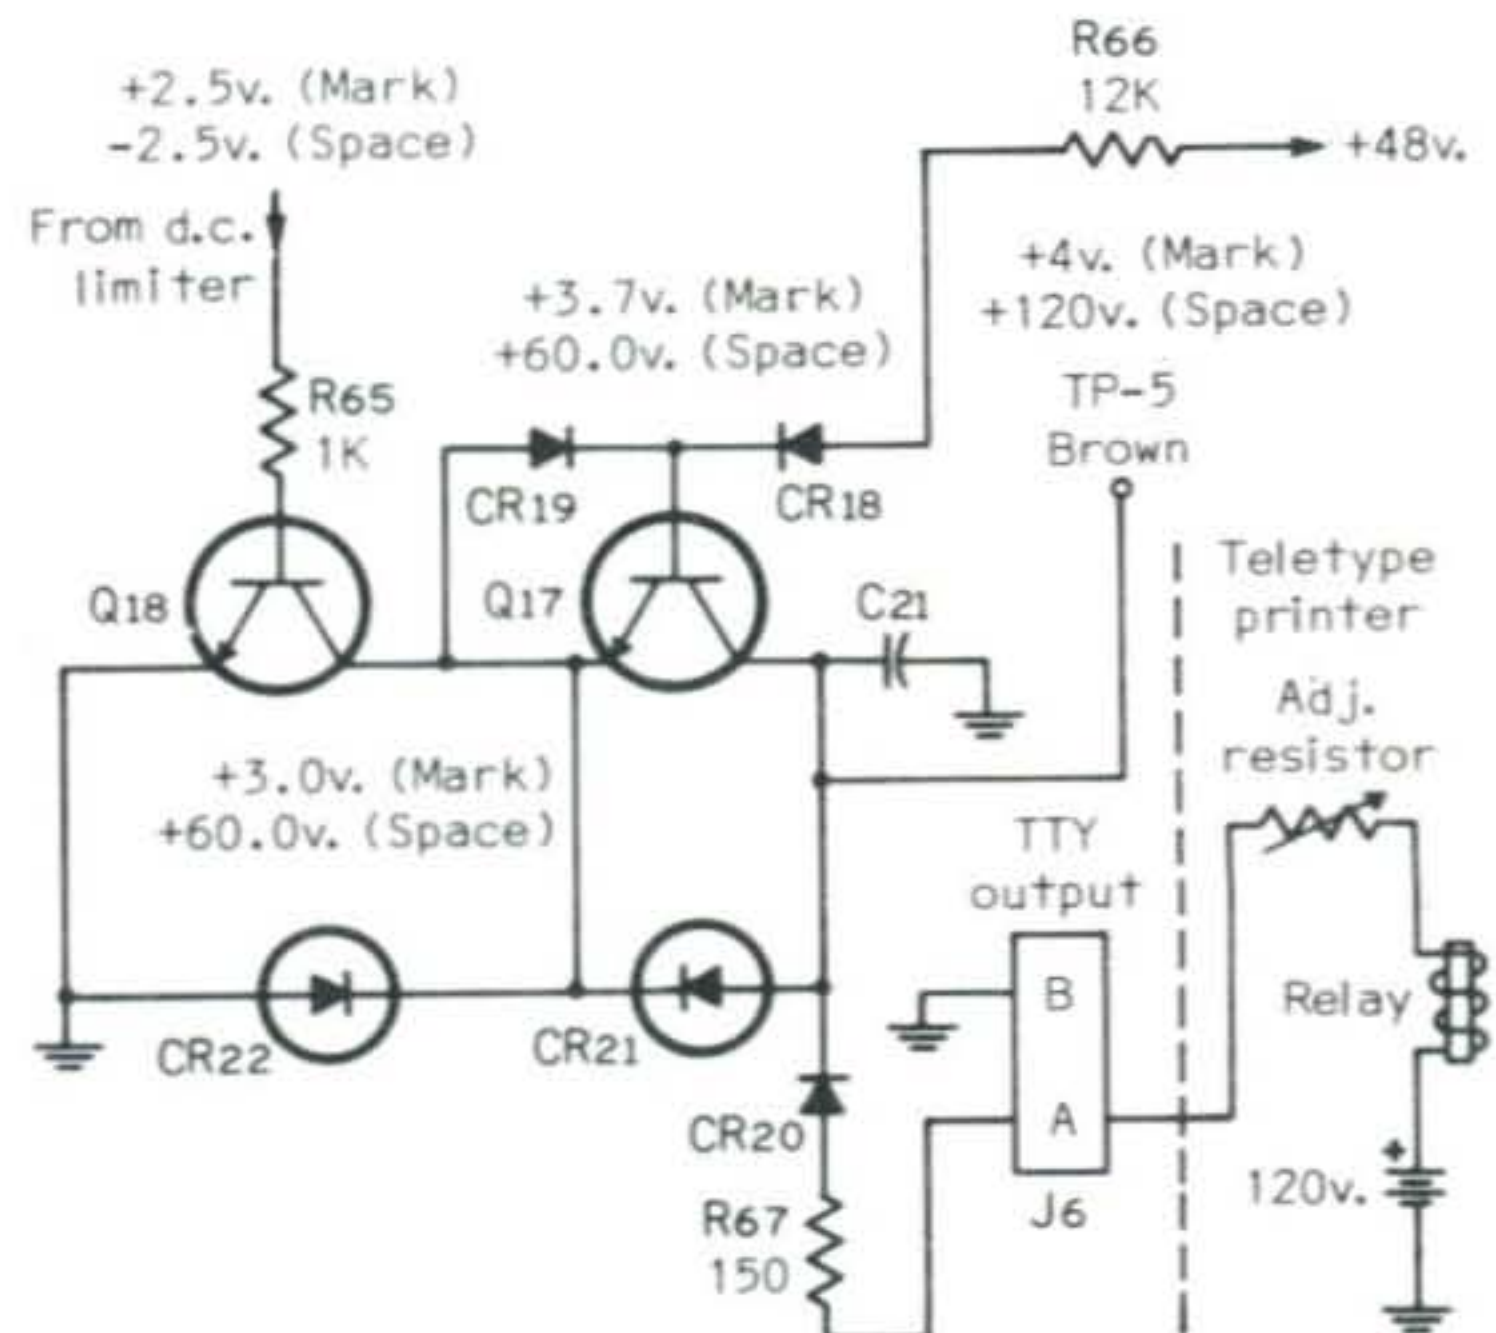 R66
12K
+48v.
+2.5v. (Mark)
-2.5v. (Space)
From d.c.
limiter
+4v. (Mark)
+120v. (Space)
+3.7v. (Mark)
+60.0v. (Space)
TP-5
Brown
R65
1K
CR19
CR18
Q18
Q17
C21
Teletype
printer
Adj.
resistor
+3.0v. (Mark)
+60.0v. (Space)
TTY
output
B
Relay
CR22
CR21
CR20
A
+
120v.
J6
R67
150